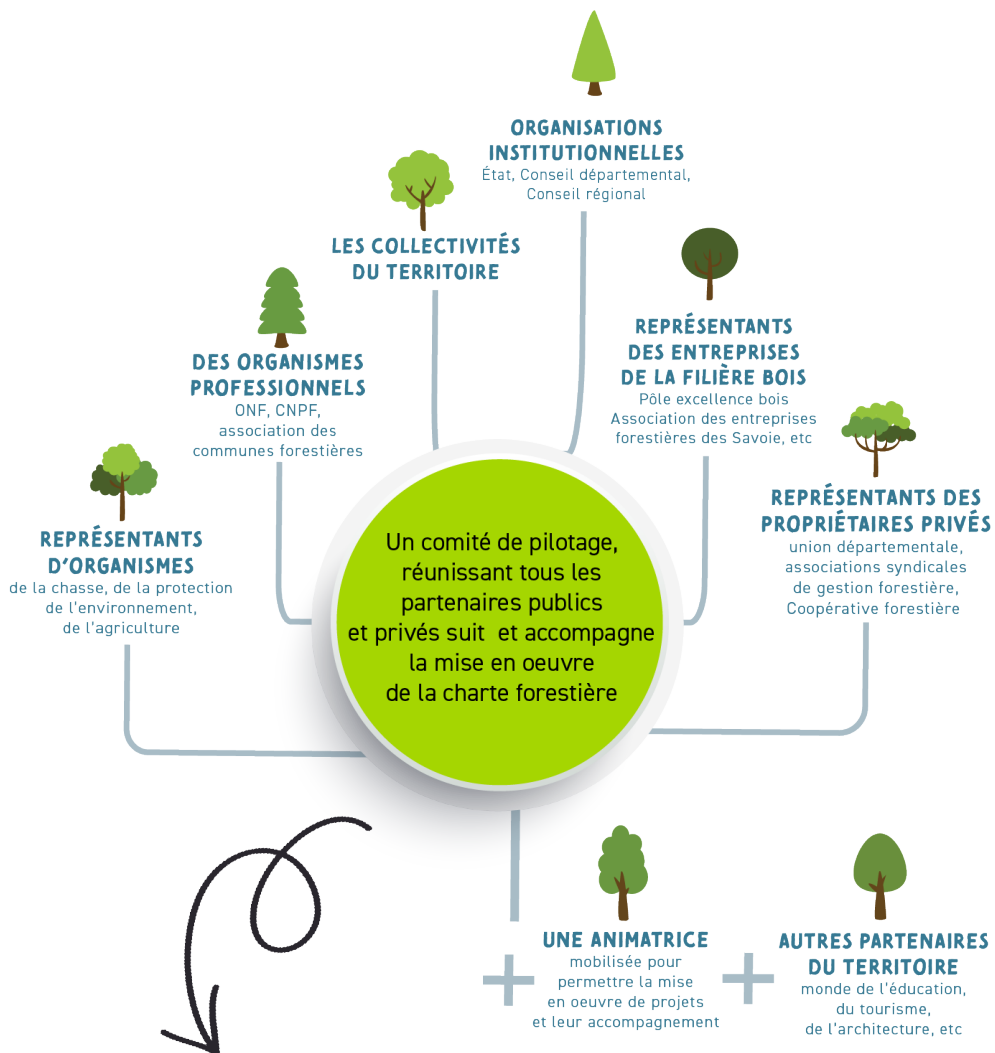 ORGANISATIONS
INSTITUTIONNELLES
État, Conseil départemental,
Conseil régional
LES COLLECTIVITÉS
DU TERRITOIRE
REPRÉSENTANTS
DES ENTREPRISES
DE LA FILIÈRE BOIS
Pôle excellence bois
Association des entreprises
forestières des Savoie, etc
DES ORGANISMES
PROFESSIONNELS
ONF, CNPF,
association des
communes forestières
REPRÉSENTANTS DES
PROPRIÉTAIRES PRIVÉS
union départementale,
associations syndicales
de gestion forestière,
Coopérative forestière
REPRÉSENTANTS
D'ORGANISMES
de la chasse, de la protection
de l'environnement,
de l'agriculture
Un comité de pilotage,
réunissant tous les
partenaires publics
et privés suit et accompagne
la mise en oeuvre
de la charte forestière
+
UNE ANIMATRICE
mobilisée pour
permettre la mise
en oeuvre de projets
et leur accompagnement
+
AUTRES PARTENAIRES
DU TERRITOIRE
monde de l'éducation,
du tourisme,
de l'architecture, etc